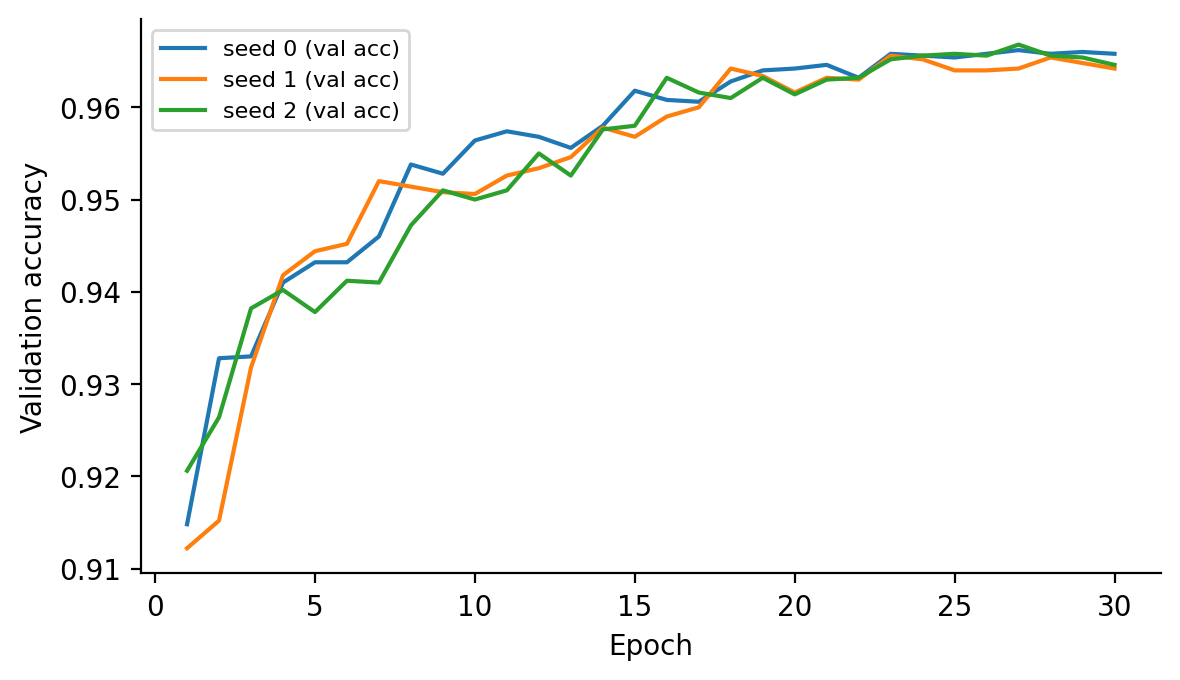 seed 0 (val acc)
seed 1 (val acc)
seed 2 (val acc)
Validation accuracy
0.96
0.95
0.94
0.93
0.92
0.91
0 5 10 15 20 25 30
Epoch